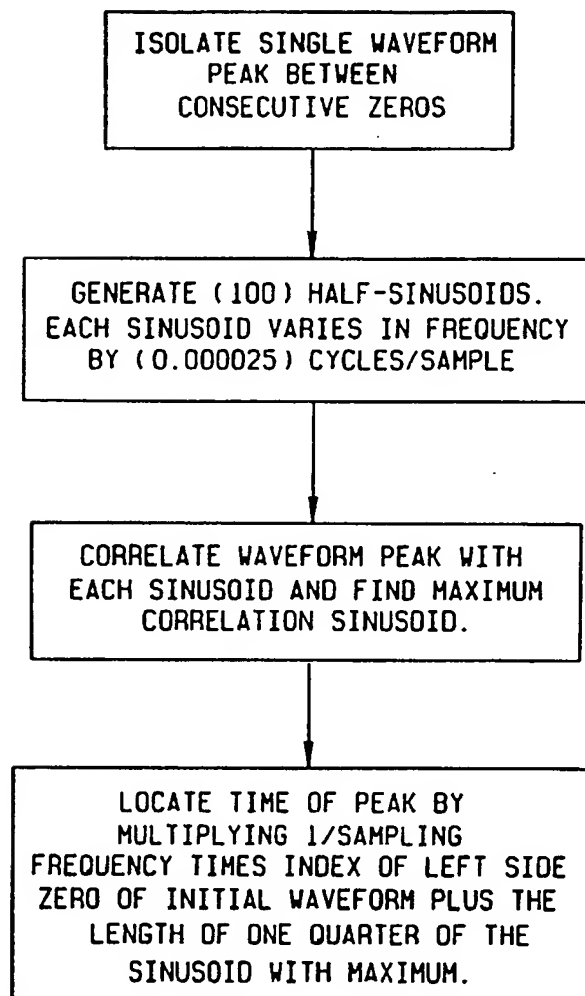 ISOLATE SINGLE WAVEFORM
PEAK BETWEEN
CONSECUTIVE ZEROS
GENERATE (100) HALF-SINUSOIDS.
EACH SINUSOID VARIES IN FREQUENCY
BY (0.000025) CYCLES/SAMPLE
CORRELATE WAVEFORM PEAK WITH
EACH SINUSOID AND FIND MAXIMUM
CORRELATION SINUSOID.
LOCATE TIME OF PEAK BY
MULTIPLYING 1/SAMPLING
FREQUENCY TIMES INDEX OF LEFT SIDE
ZERO OF INITIAL WAVEFORM PLUS THE
LENGTH OF ONE QUARTER OF THE
SINUSOID WITH MAXIMUM.